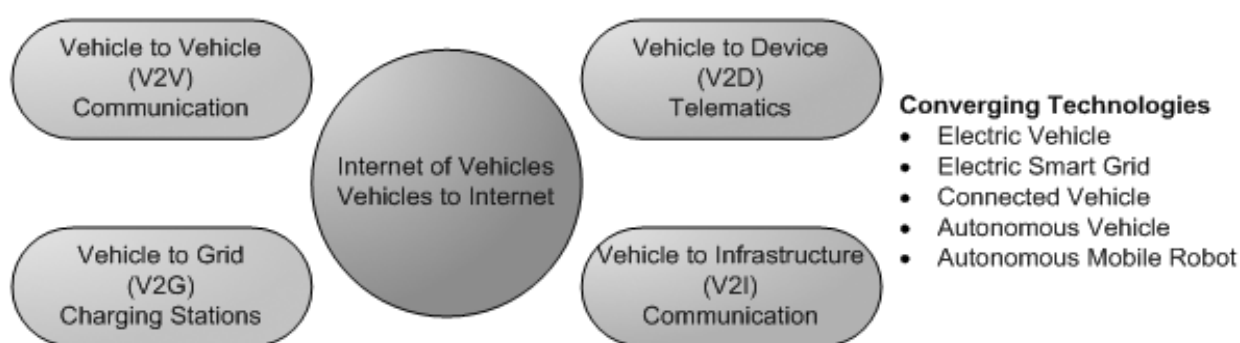 Vehicle to Vehicle
(V2V)
Communication
Vehicle to Device
(V2D)
Telematics
Internet of Vehicles
Vehicles to Internet
Vehicle to Grid
(V2G)
Charging Stations
Vehicle to Infrastructure
(V2I)
Communication
Converging Technologies
• Electric Vehicle
• Electric Smart Grid
• Connected Vehicle
• Autonomous Vehicle
• Autonomous Mobile Robot